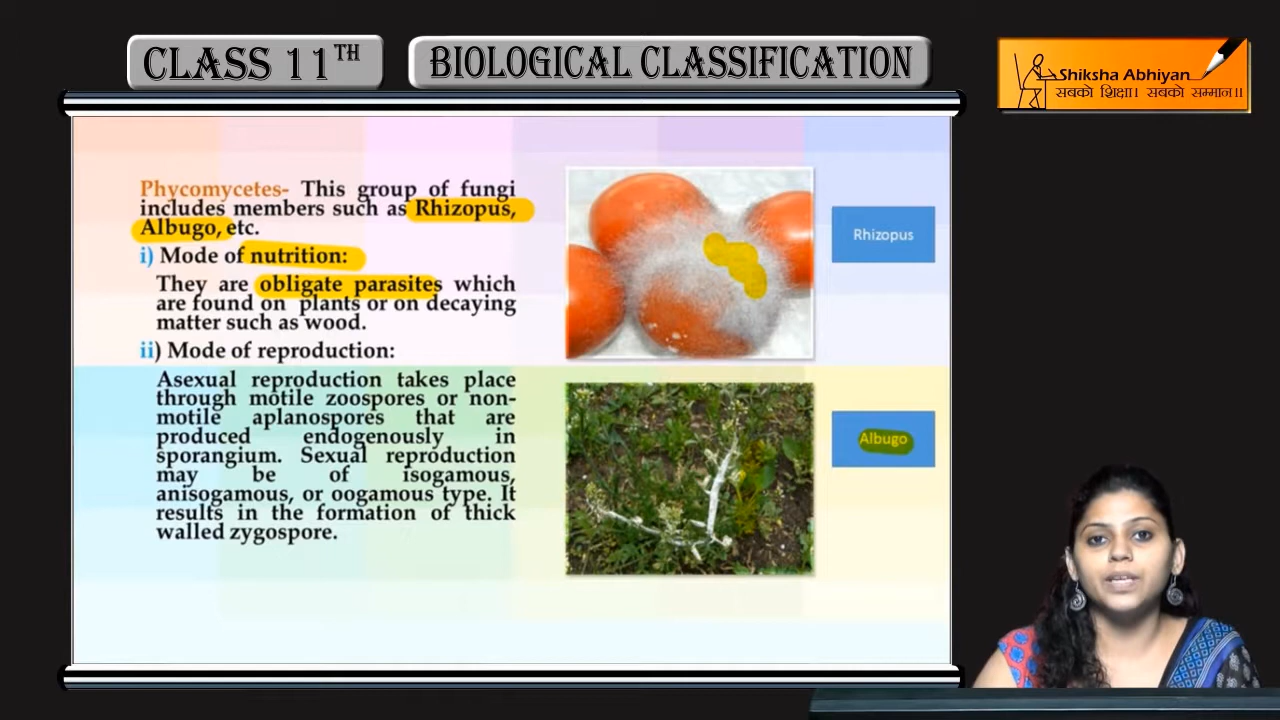 CLASS 11TH
BIOLOGICAL CLASSIFICATION
Shiksha Abhiyan
सबको शिक्षा। सबको सम्मान।।
Phycomycetes- This group of fungi
includes members such as Rhizopus,
Albugo, etc.
i) Mode of nutrition:
They are obligate parasites which
are found on plants or on decaying
matter such as wood.
ii) Mode of reproduction:
Asexual reproduction takes place
through motile zoospores or non-
motile aplanospores that are
produced endogenously in
sporangium. Sexual reproduction
may be of isogamous,
anisogamous, or oogamous type. It
results in the formation of thick
walled zygospore.
Rhizopus
Albugo